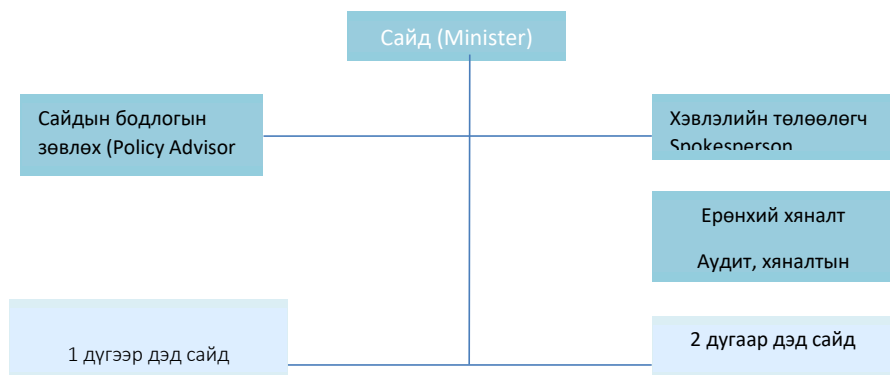 Сайд (Minister)
Сайдын бодлогын
зөвлөх (Policy Advisor
Хэвлэлийн төлөөлөгч
Spokesperson
Ерөнхий хяналт
Аудит, хяналтын
1 дүгээр дэд сайд
2 дугаар дэд сайд